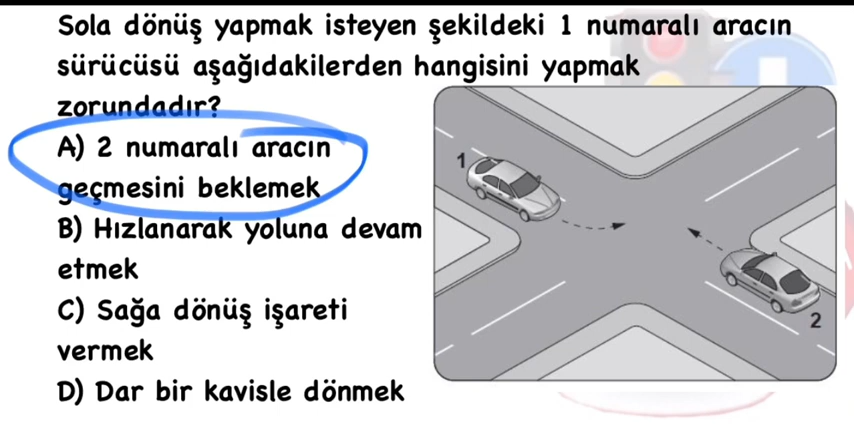 Sola dönüş yapmak isteyen şekildeki 1 numaralı aracın
sürücüsü aşağıdakilerden hangisini yapmak
zorundadır?
A) 2 numaralı aracın
geçmesini beklemek
B) Hızlanarak yoluna devam
etmek
C) Sağa dönüş işareti
vermek
D) Dar bir kavisle dönmek
1
2